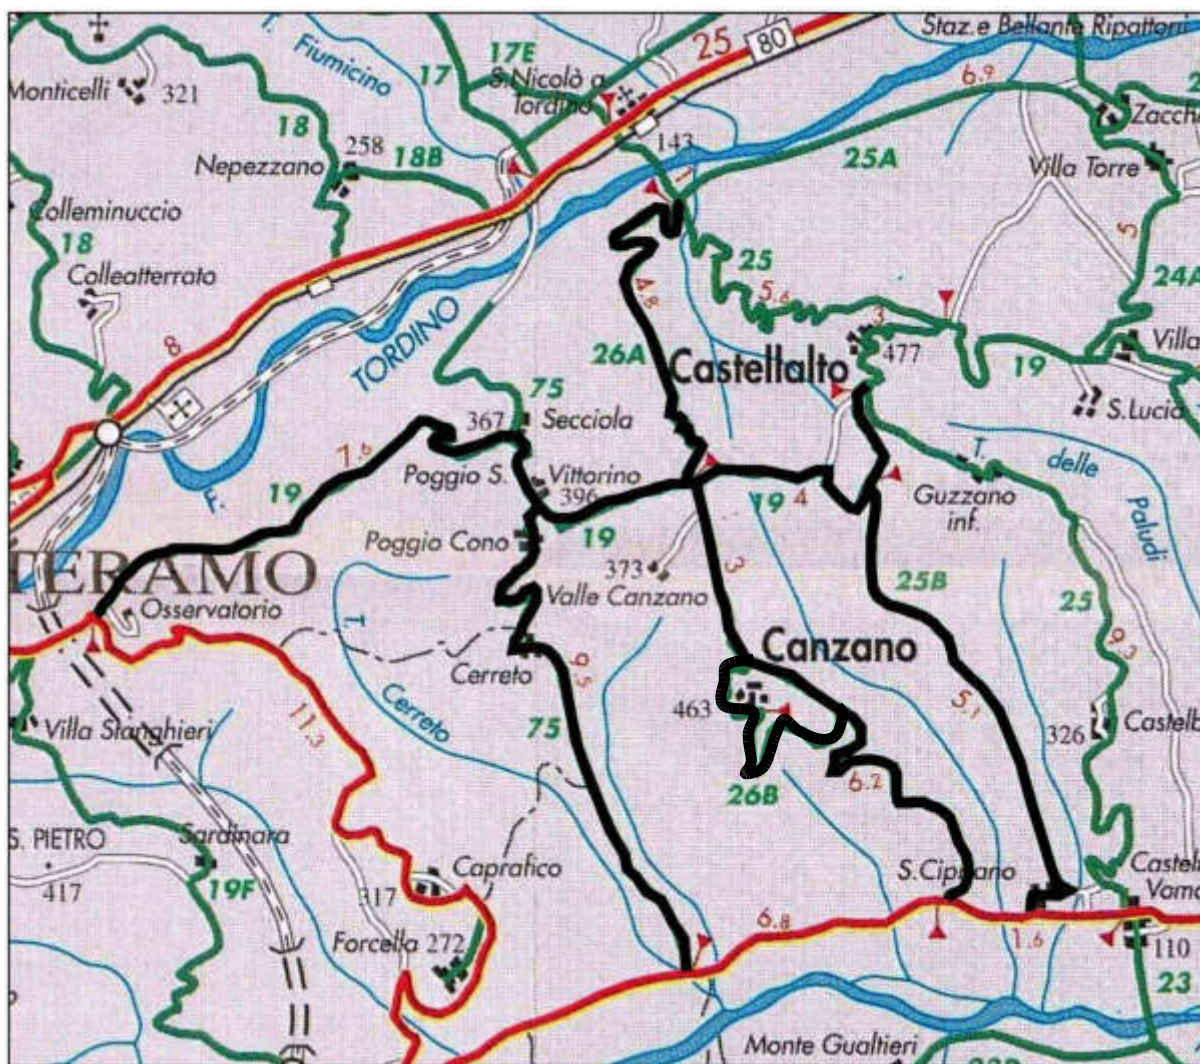 Staz. e Bellante Ripattoni
T. Fiumicino
17E
25
80
6.9
17
S.Nicolò a
Tordino
Monticelli
321
18
258
18B
143
Nepezzano
25A
Villa Torre
1
5
Colleminuccio
18
Colleatterrato
25
24A
4.8
5.6
3
TORDINO
8
26A
477
Villa
Castellalto
19
75
S.Lucia
367
Secciola
7.6
Poggio S.
Vittorino
T. delle
Paludi
F.
19
396
19
4
Guzzano
inf.
Poggio Cono
19
TERAMO
373
3
Valle Canzano
25B
25
Osservatorio
T.
Canzano
9.3
Cerreto
9.5
463
5.1
326
Cerreto
11.3
Villa Stanghieri
75
6.2
26B
S. PIETRO
Sardinara
417
19F
Caprafico
317
S.Cipriano
6.8
1.6
110
Forcella
272
23
Monte Gualtieri